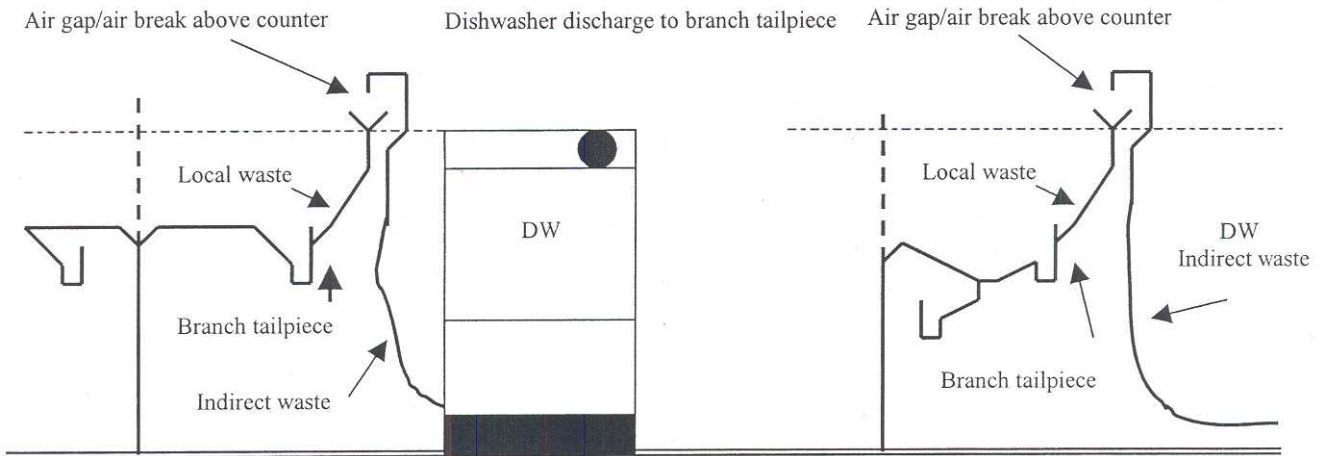 Air gap/air break above counter
Dishwasher discharge to branch tailpiece
Air gap/air break above counter
Local waste
DW
Branch tailpiece
Indirect waste
Local waste
DW
Indirect waste
Branch tailpiece